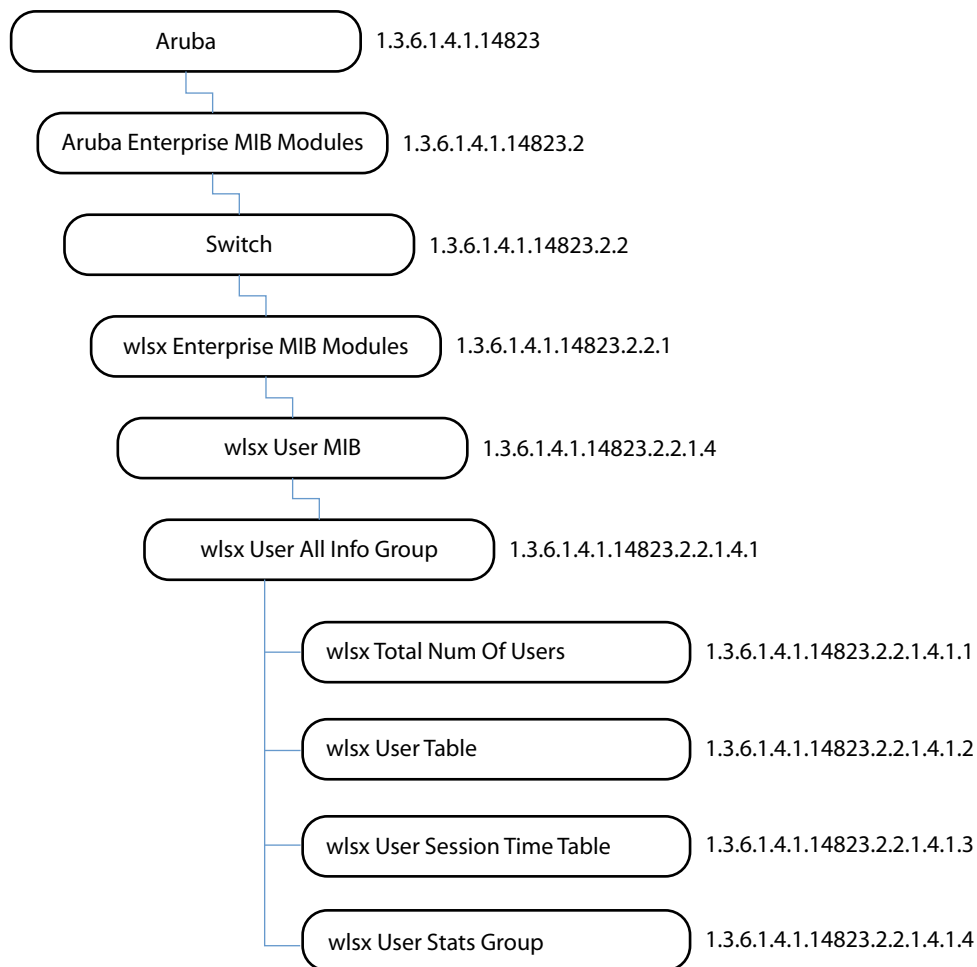 Aruba 1.3.6.1.4.1.14823
Aruba Enterprise MIB Modules 1.3.6.1.4.1.14823.2
Switch 1.3.6.1.4.1.14823.2.2
wlsx Enterprise MIB Modules 1.3.6.1.4.1.14823.2.2.1
wlsx User MIB 1.3.6.1.4.1.14823.2.2.1.4
wlsx User All Info Group 1.3.6.1.4.1.14823.2.2.1.4.1
wlsx Total Num Of Users 1.3.6.1.4.1.14823.2.2.1.4.1.1
wlsx User Table 1.3.6.1.4.1.14823.2.2.1.4.1.2
wlsx User Session Time Table 1.3.6.1.4.1.14823.2.2.1.4.1.3
wlsx User Stats Group 1.3.6.1.4.1.14823.2.2.1.4.1.4